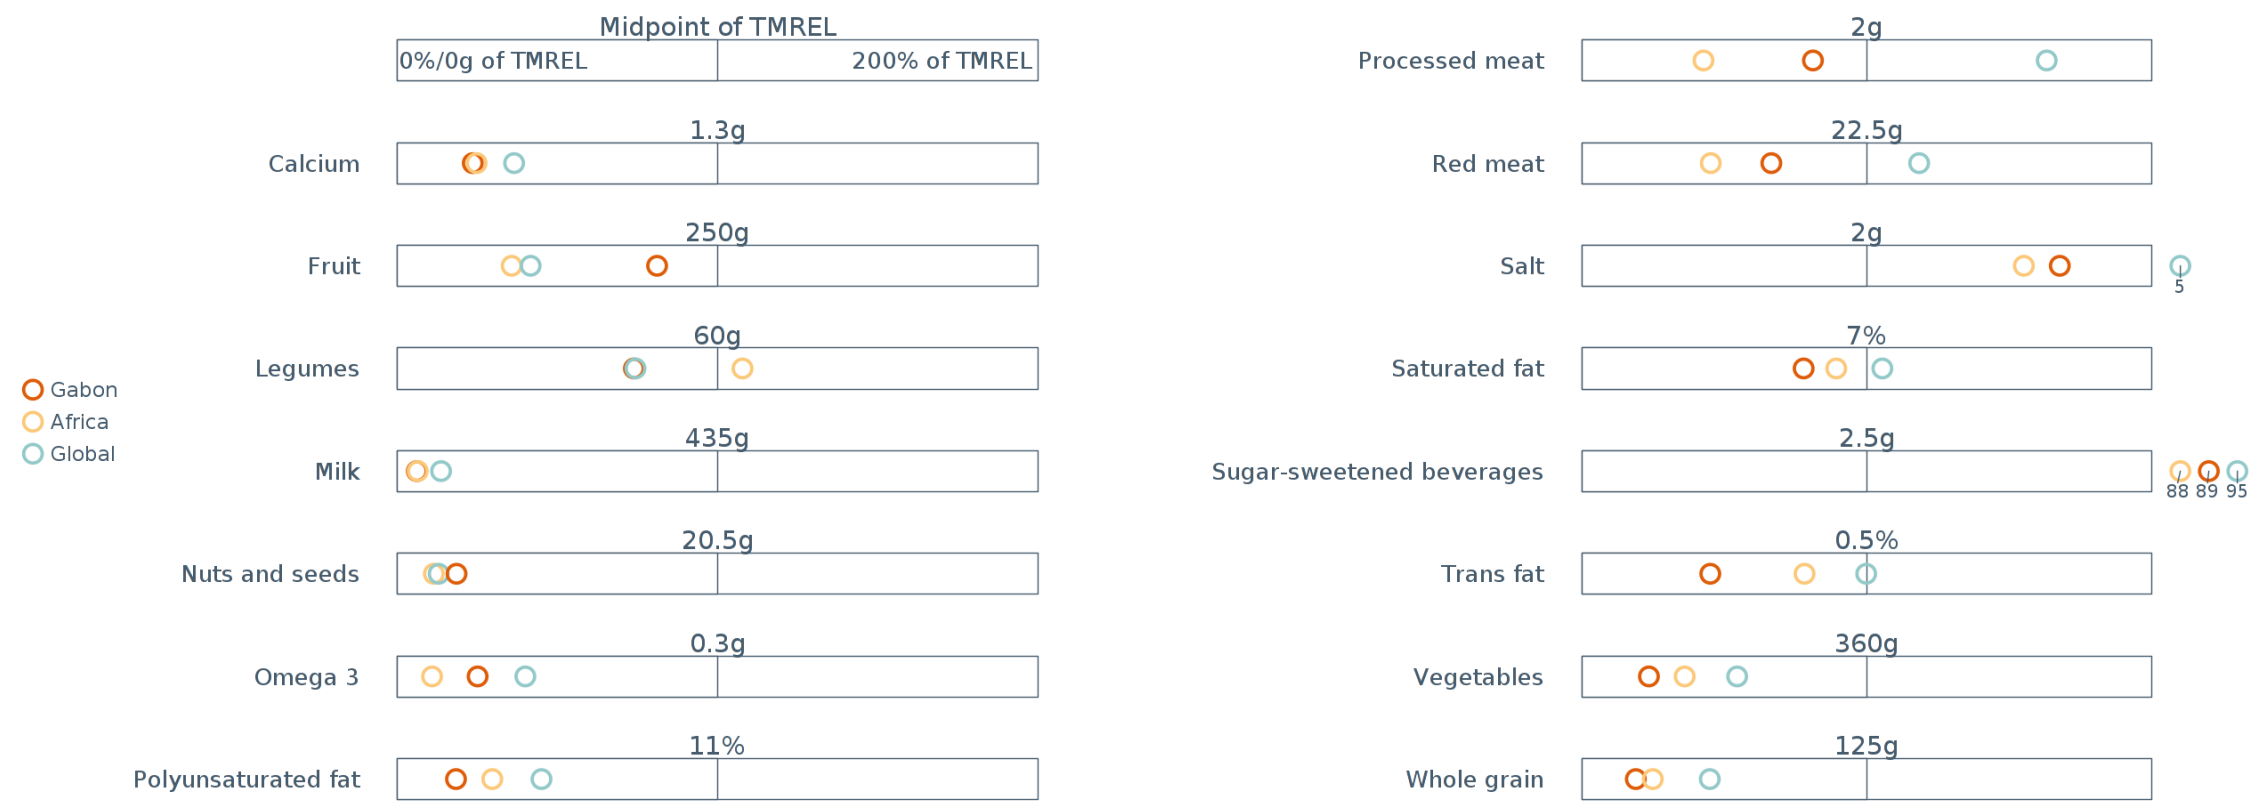 Midpoint of TMREL
0%/0g of TMREL
200% of TMREL
1.3g
Calcium
250g
Fruit
60g
Legumes
435g
Milk
20.5g
Nuts and seeds
0.3g
Omega 3
11%
Polyunsaturated fat
Gabon
Africa
Global
2g
Processed meat
22.5g
Red meat
2g
Salt
5
7%
Saturated fat
2.5g
Sugar-sweetened beverages
88 89 95
0.5%
Trans fat
360g
Vegetables
125g
Whole grain